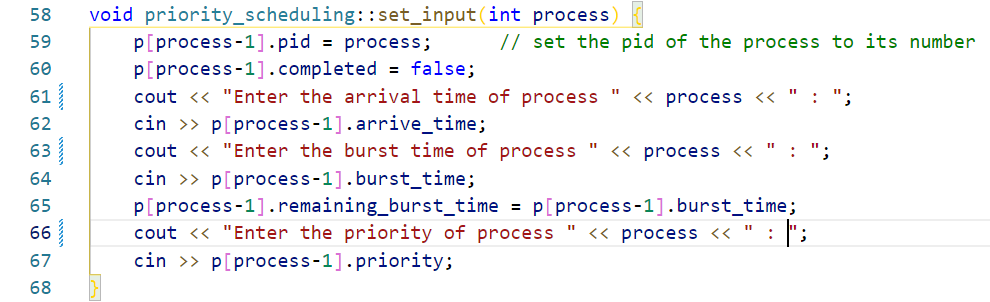 58 void priority_scheduling::set_input(int process) {
59     p[process-1].pid = process;      // set the pid of the process to its number
60     p[process-1].completed = false;
61     cout << "Enter the arrival time of process " << process << " : ";
62     cin >> p[process-1].arrive_time;
63     cout << "Enter the burst time of process " << process << " : ";
64     cin >> p[process-1].burst_time;
65     p[process-1].remaining_burst_time = p[process-1].burst_time;
66     cout << "Enter the priority of process " << process << " : ";
67     cin >> p[process-1].priority;
68 }